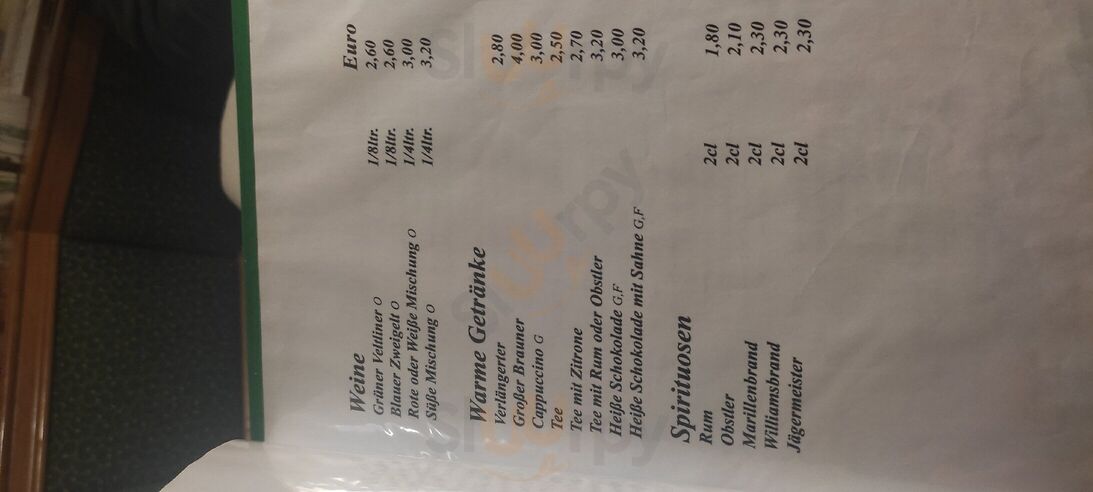 Weine Euro
Grüner Veltliner O 1/8ltr. 2,60
Blauer Zweigelt O 1/8ltr. 2,60
Rote oder Weiße Mischung O 1/4ltr. 3,00
Süße Mischung O 1/4ltr. 3,20
Warme Getränke
Verlängerter 2,80
Großer Brauner 4,00
Cappuccino G 3,00
Tee 2,50
Tee mit Zitrone 2,70
Tee mit Rum oder Obstler 3,20
Heiße Schokolade G,F 3,00
Heiße Schokolade mit Sahne G,F 3,20
Spirituosen
Rum 2cl 1,80
Obstler 2cl 2,10
Marillenbrand 2cl 2,30
Williamsbrand 2cl 2,30
Jägermeister 2cl 2,30
sluurpy
sluurpy
sluurpy